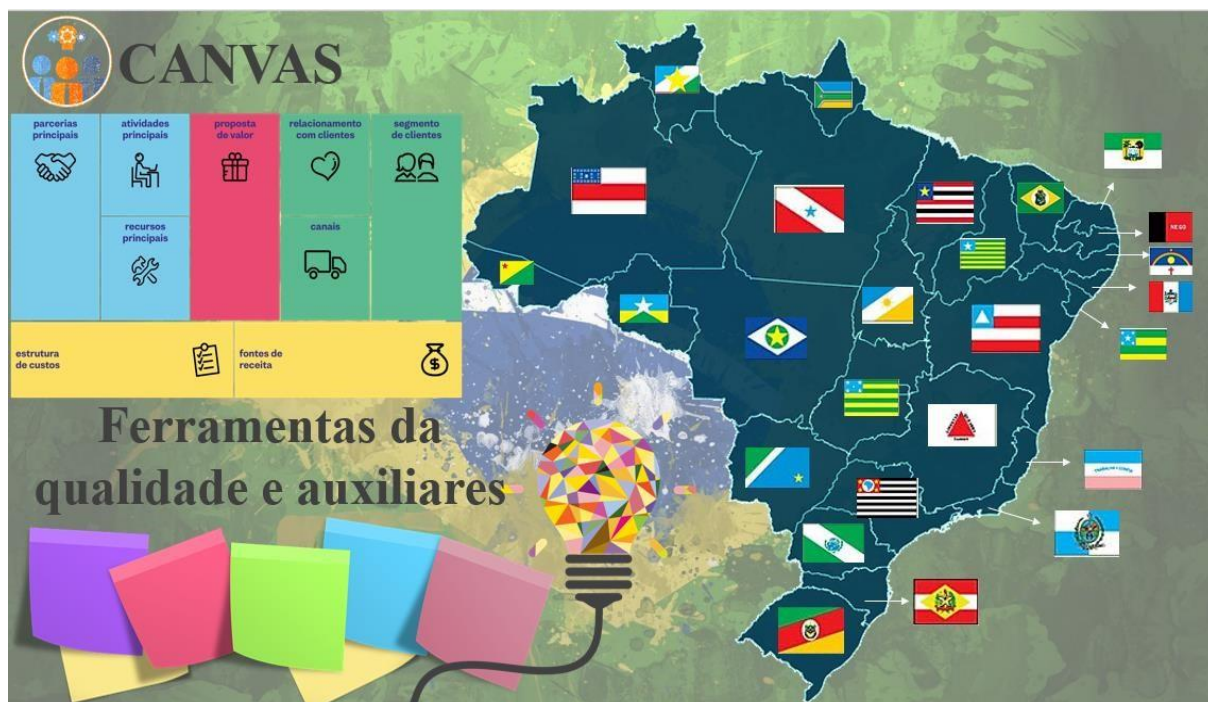 CANVAS
parcerias
principais
atividades
principais
proposta
de valor
relacionamento
com clientes
segmento
de clientes
recursos
principais
canais
estrutura
de custos
fontes de
receita
$
Ferramentas da
qualidade e auxiliares
NEGO